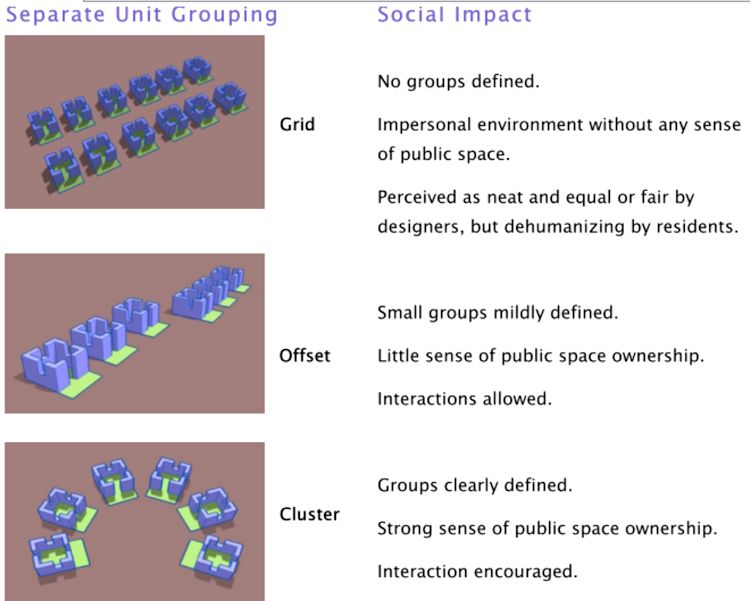 Separate Unit Grouping
Social Impact
Grid
No groups defined.
Impersonal environment without any sense
of public space.
Perceived as neat and equal or fair by
designers, but dehumanizing by residents.
Offset
Small groups mildly defined.
Little sense of public space ownership.
Interactions allowed.
Cluster
Groups clearly defined.
Strong sense of public space ownership.
Interaction encouraged.